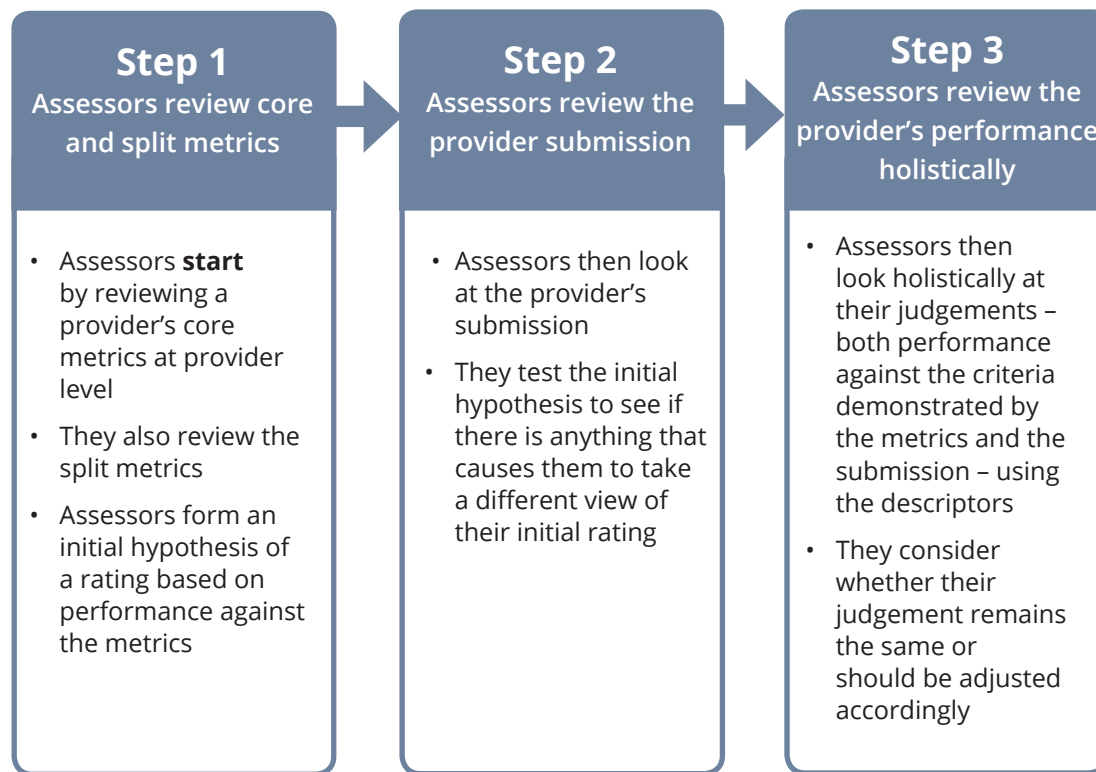 Step 1
Assessors review core
and split metrics
• Assessors start
by reviewing a
provider’s core
metrics at provider
level
• They also review the
split metrics
• Assessors form an
initial hypothesis of
a rating based on
performance against
the metrics
Step 2
Assessors review the
provider submission
• Assessors then look
at the provider’s
submission
• They test the initial
hypothesis to see if
there is anything that
causes them to take
a different view of
their initial rating
Step 3
Assessors review the
provider’s performance
holistically
• Assessors then
look holistically at
their judgements –
both performance
against the criteria
demonstrated by
the metrics and the
submission – using
the descriptors
• They consider
whether their
judgement remains
the same or
should be adjusted
accordingly